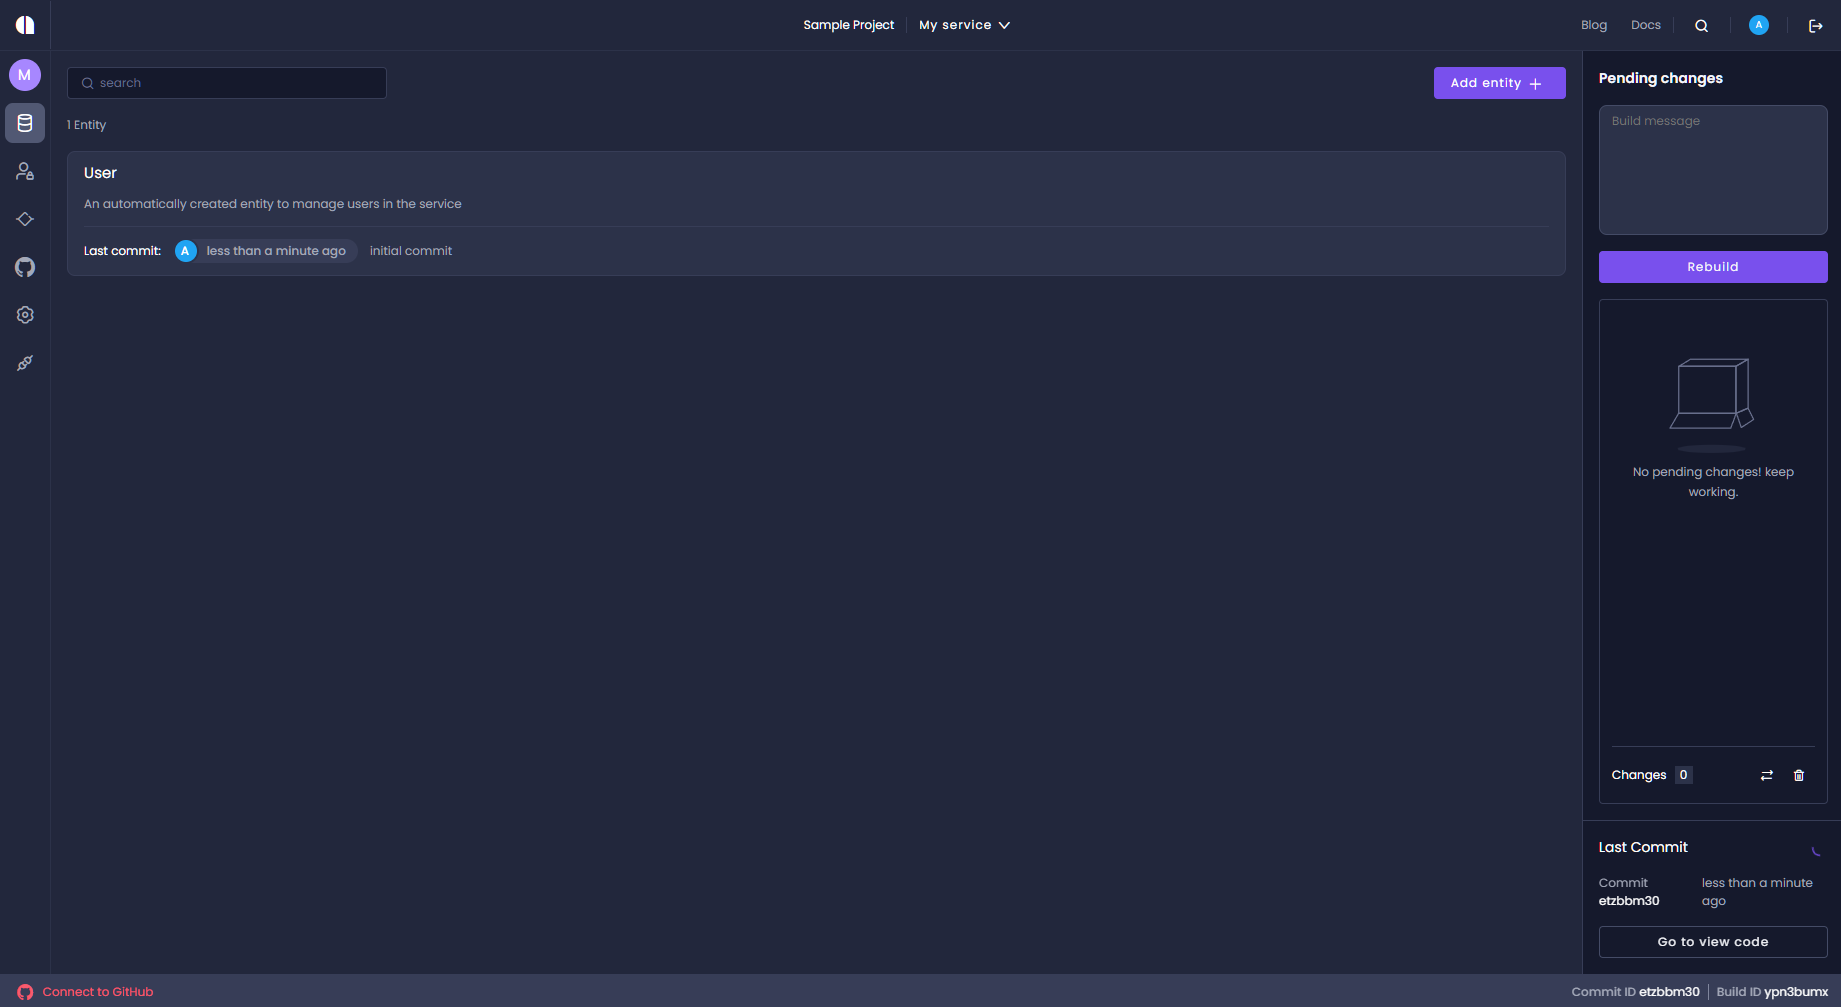 Sample Project
My service
Blog
Docs
A
M
search
Add entity
1 Entity
User
An automatically created entity to manage users in the service
Last commit:
A
less than a minute ago
initial commit
Pending changes
Build message
Rebuild
No pending changes! keep
working.
Changes 0
Last Commit
Commit
etzbbm30
less than a minute
ago
Go to view code
Connect to GitHub
Commit ID etzbbm30
Build ID ypn3bumx